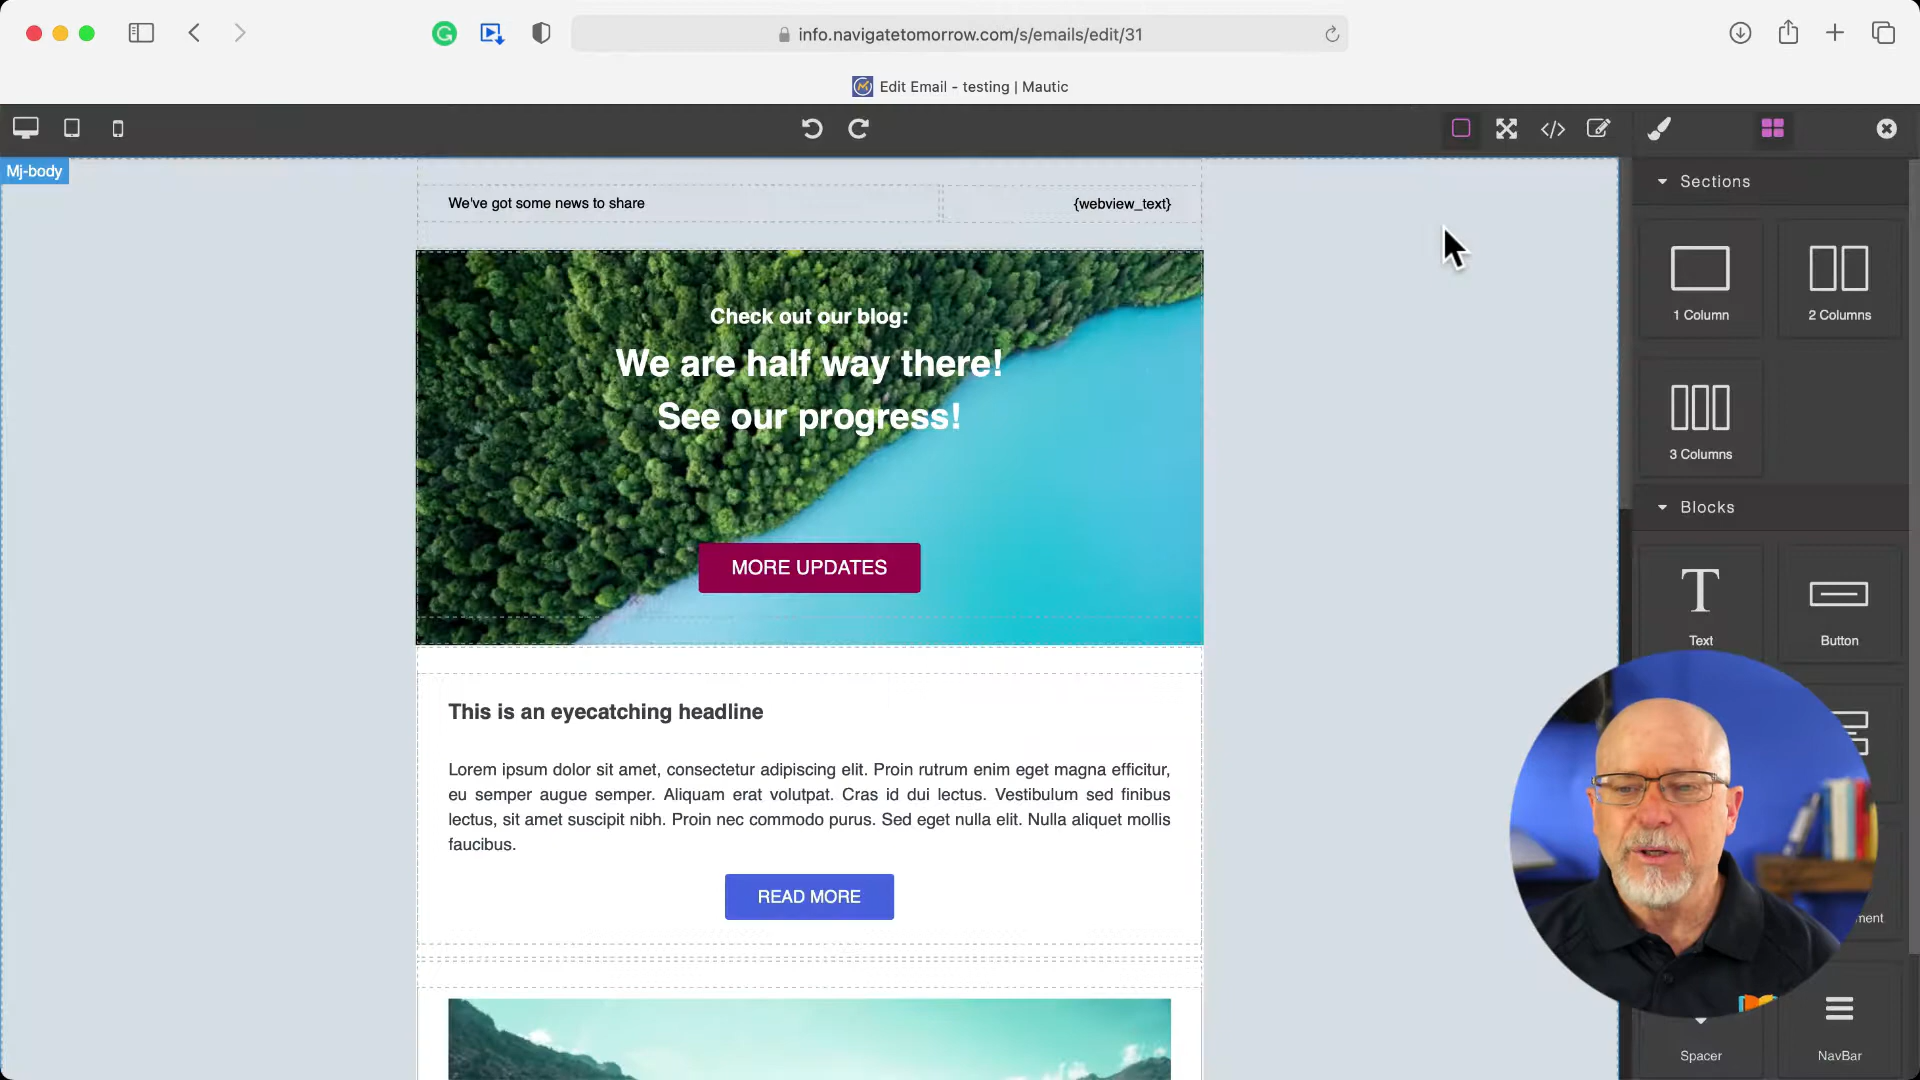 info.navigatetomorrow.com/s/emails/edit/31
Edit Email - testing | Mautic
Mj-body
We've got some news to share
{webview_text}
Check out our blog:
We are half way there!
See our progress!
MORE UPDATES
This is an eyecatching headline
Lorem ipsum dolor sit amet, consectetur adipiscing elit. Proin rutrum enim eget magna efficitur,
eu semper augue semper. Aliquam erat volutpat. Cras id dui lectus. Vestibulum sed finibus
lectus, sit amet suscipit nibh. Proin nec commodo purus. Sed eget nulla elit. Nulla aliquet mollis
faucibus.
READ MORE
Sections
1 Column
2 Columns
3 Columns
Blocks
Text
Button
Spacer
NavBar